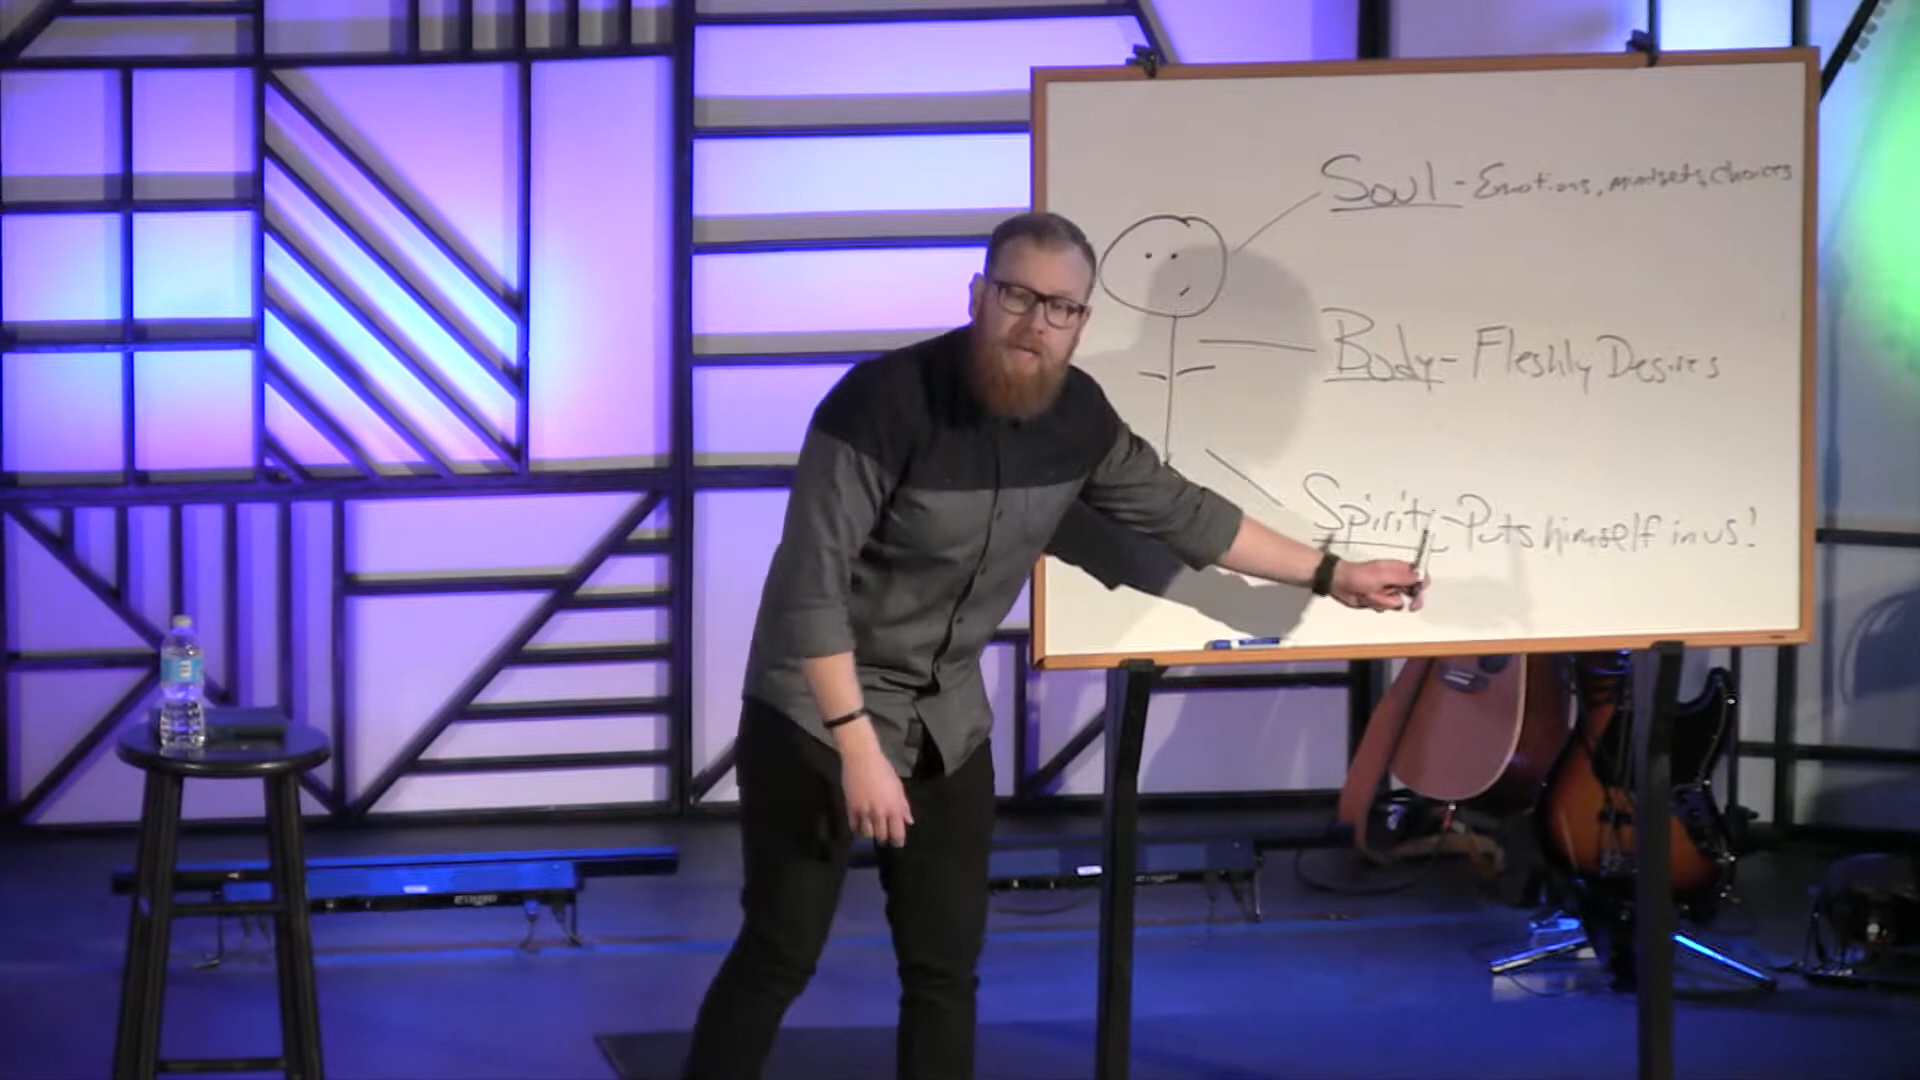 Soul - Emotions, mindsets, choices
Body - Fleshly Desires
Spirit - Puts himself in us!